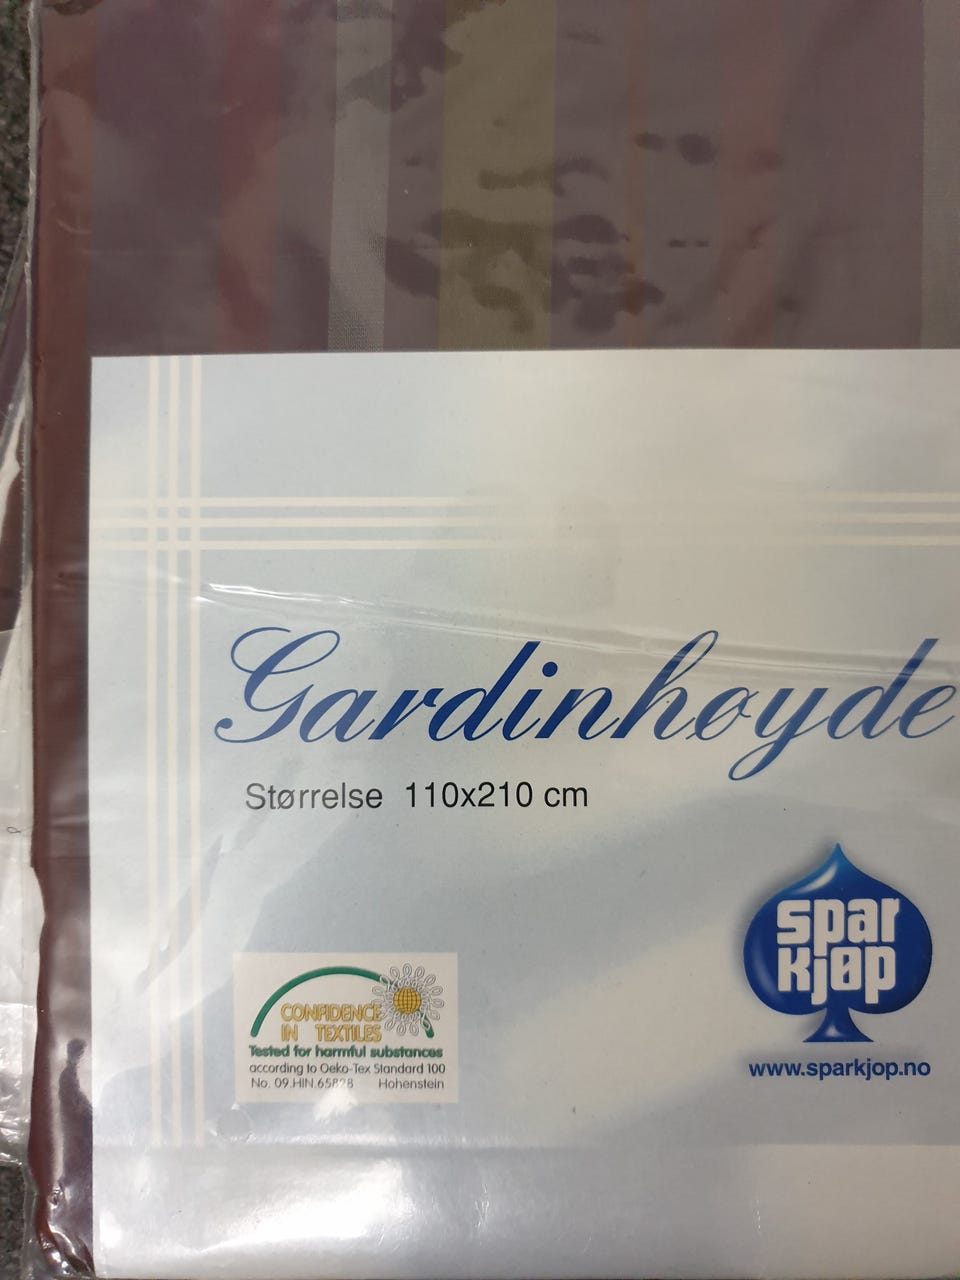 Gardinhøyde
Størrelse 110x210 cm
spar
kjøp
www.sparkjop.no
CONFIDENCE
IN TEXTILES
Tested for harmful substances
according to Oeko-Tex Standard 100
No. 09.HIN.65828 Hohenstein